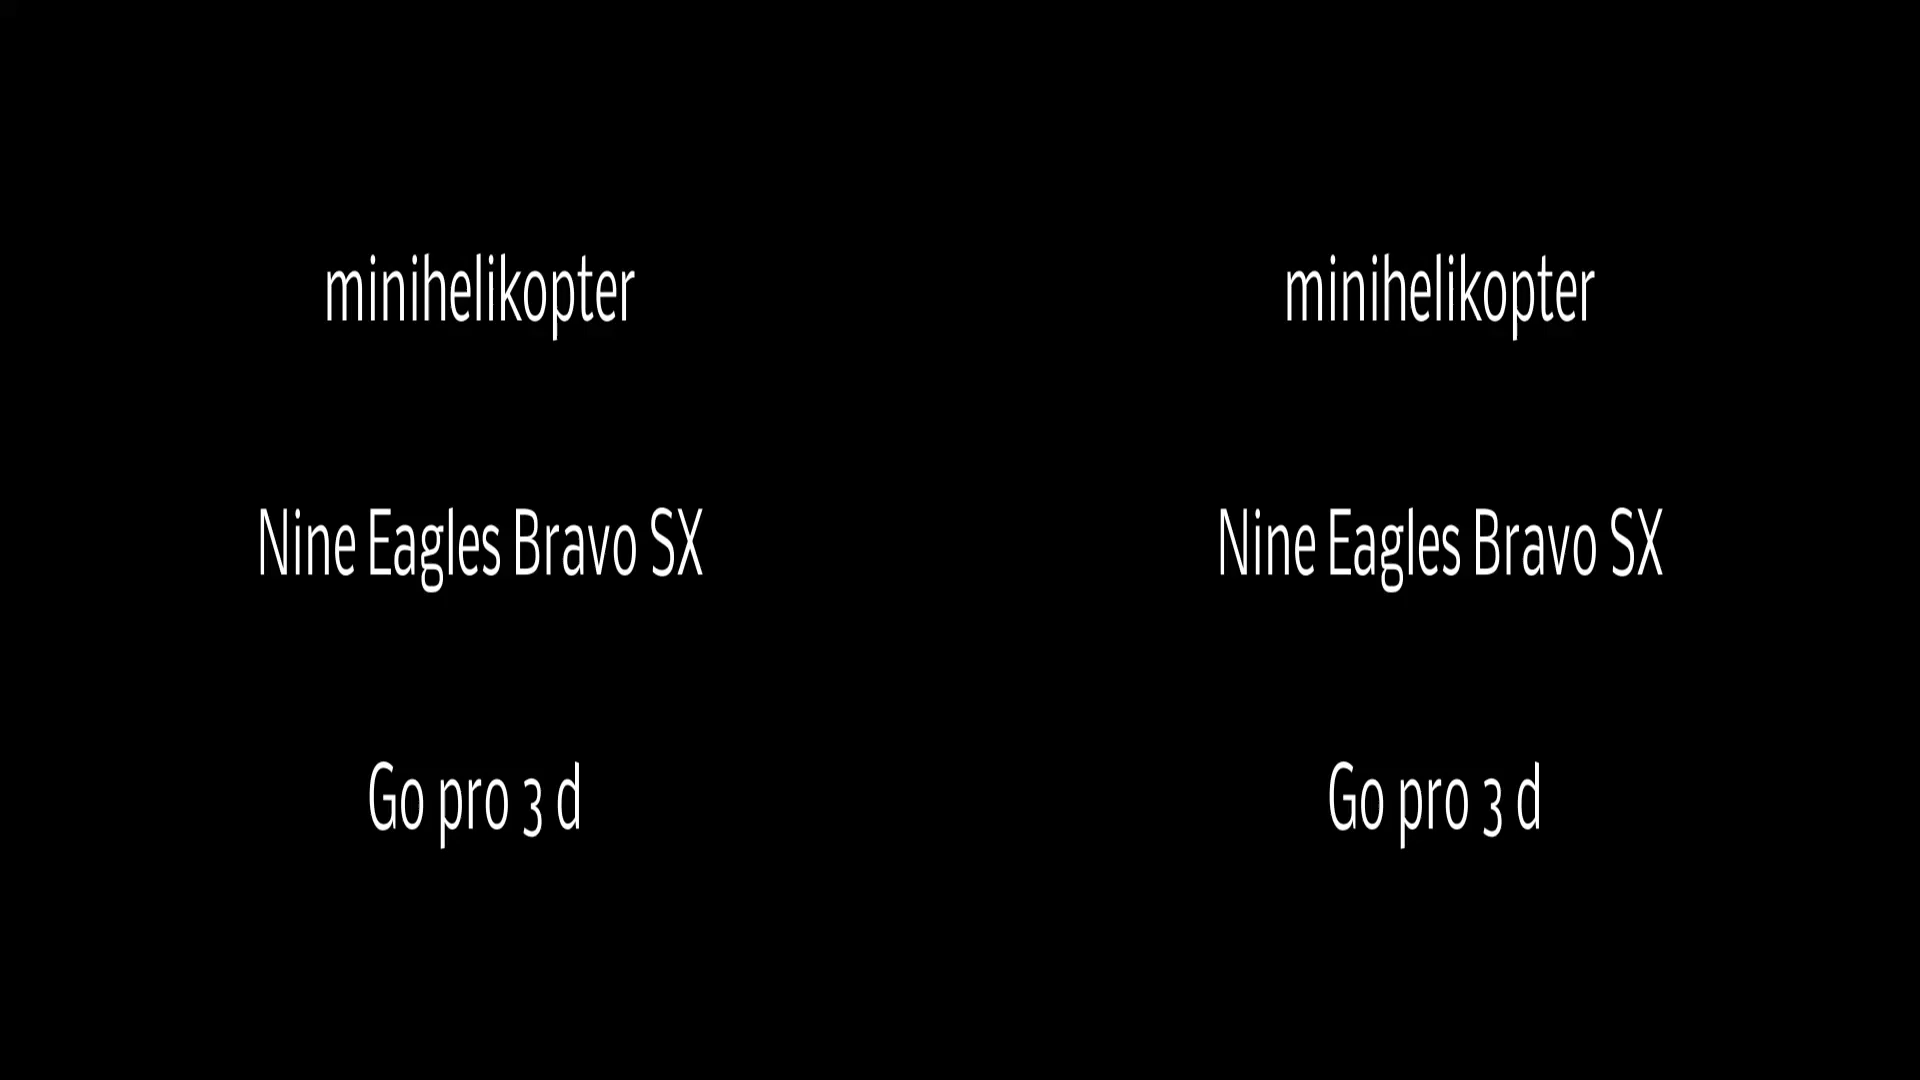 minihelikopter
Nine Eagles Bravo SX
Go pro 3 d
minihelikopter
Nine Eagles Bravo SX
Go pro 3 d